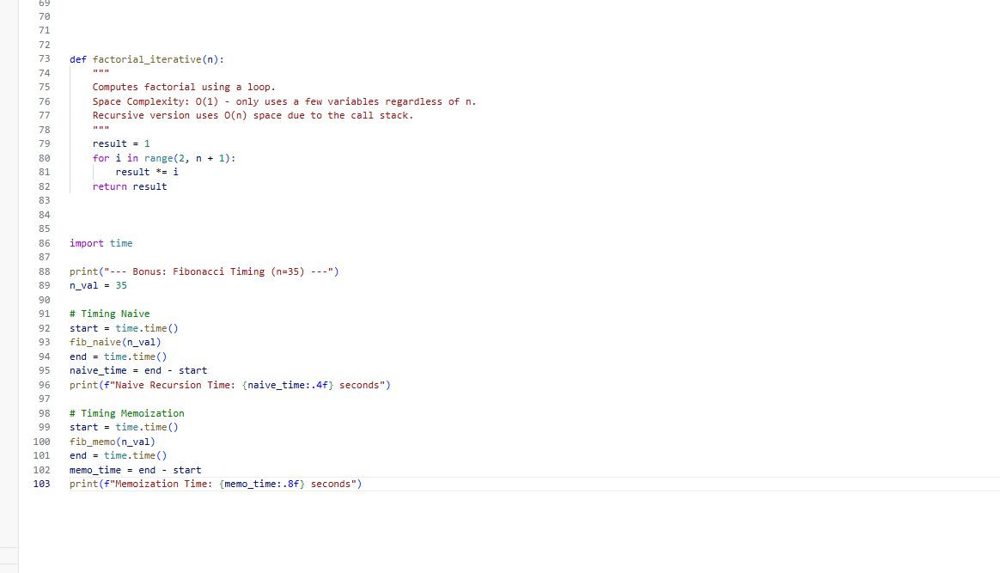 69
70
71
72
73 def factorial_iterative(n):
74 """
75 Computes factorial using a loop.
76 Space Complexity: O(1) - only uses a few variables regardless of n.
77 Recursive version uses O(n) space due to the call stack.
78 """
79 result = 1
80 for i in range(2, n + 1):
81 result *= i
82 return result
83
84
85
86 import time
87
88 print("--- Bonus: Fibonacci Timing (n=35) ---")
89 n_val = 35
90
91 # Timing Naive
92 start = time.time()
93 fib_naive(n_val)
94 end = time.time()
95 naive_time = end - start
96 print(f"Naive Recursion Time: {naive_time:.4f} seconds")
97
98 # Timing Memoization
99 start = time.time()
100 fib_memo(n_val)
101 end = time.time()
102 memo_time = end - start
103 print(f"Memoization Time: {memo_time:.8f} seconds")